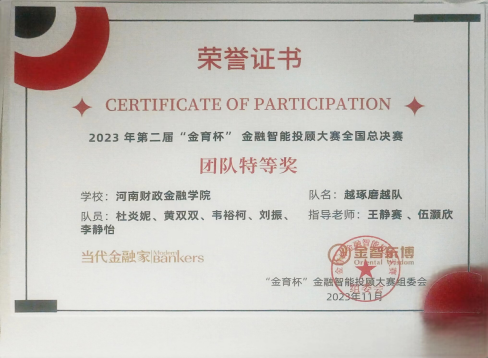 荣誉证书
CERTIFICATE OF PARTICIPATION
2023 年第二届“金育杯” 金融智能投顾大赛全国总决赛
团队特等奖
学校：河南财政金融学院 队名：越琢磨越队
队员：杜炎妮、黄双双、韦裕柯、刘振、 指导老师：王静赛 、伍灏欣
李静怡
当代金融家 Modern Bankers
金智东博
Oriental Wisdom
“金育杯”金融智能投顾大赛组委会
2023年11月
组委会